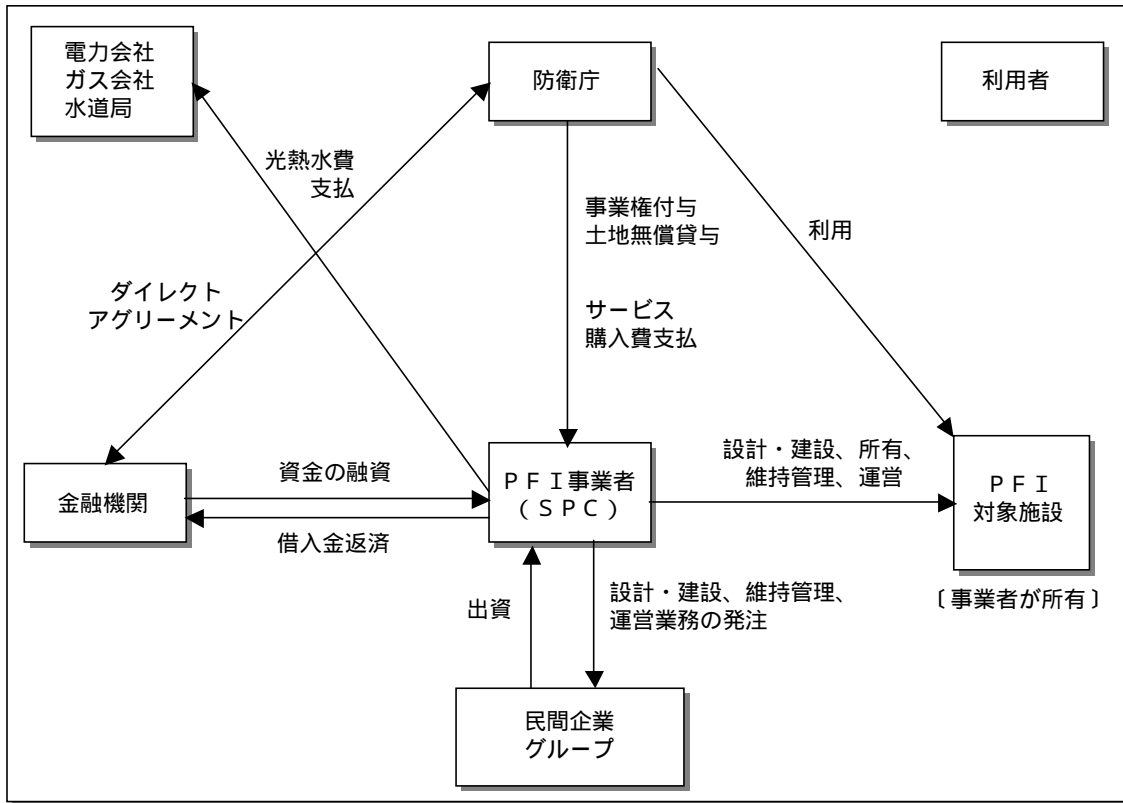 電力会社
ガス会社
水道局
防衛庁
利用者
光熱水費
支払
事業権付与
土地無償貸与
利用
ダイレクト
アグリーメント
サービス
購入費支払
金融機関
資金の融資
借入金返済
ＰＦＩ事業者
(ＳＰＣ)
設計・建設、所有、
維持管理、運営
ＰＦＩ
対象施設
〔事業者が所有〕
出資
設計・建設、維持管理、
運営業務の発注
民間企業
グループ